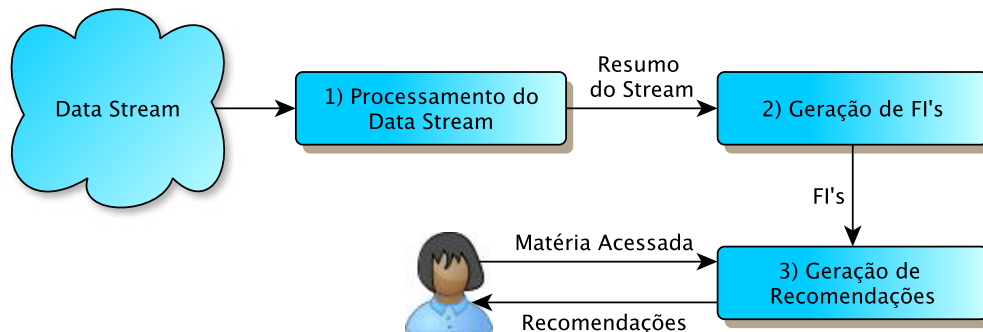 Data Stream
1) Processamento do
Data Stream
Resumo
do Stream
2) Geração de FI's
FI's
Matéria Acessada
3) Geração de
Recomendações
Recomendações